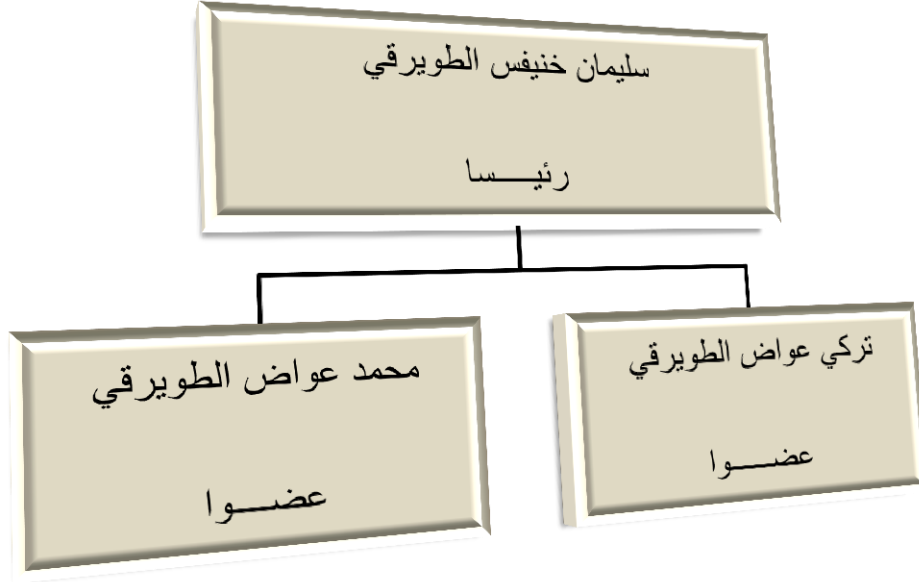 سليمان خنيفس الطويرقي
رئيـــسا
تركي عواض الطويرقي
عضـــوا
محمد عواض الطويرقي
عضـــوا